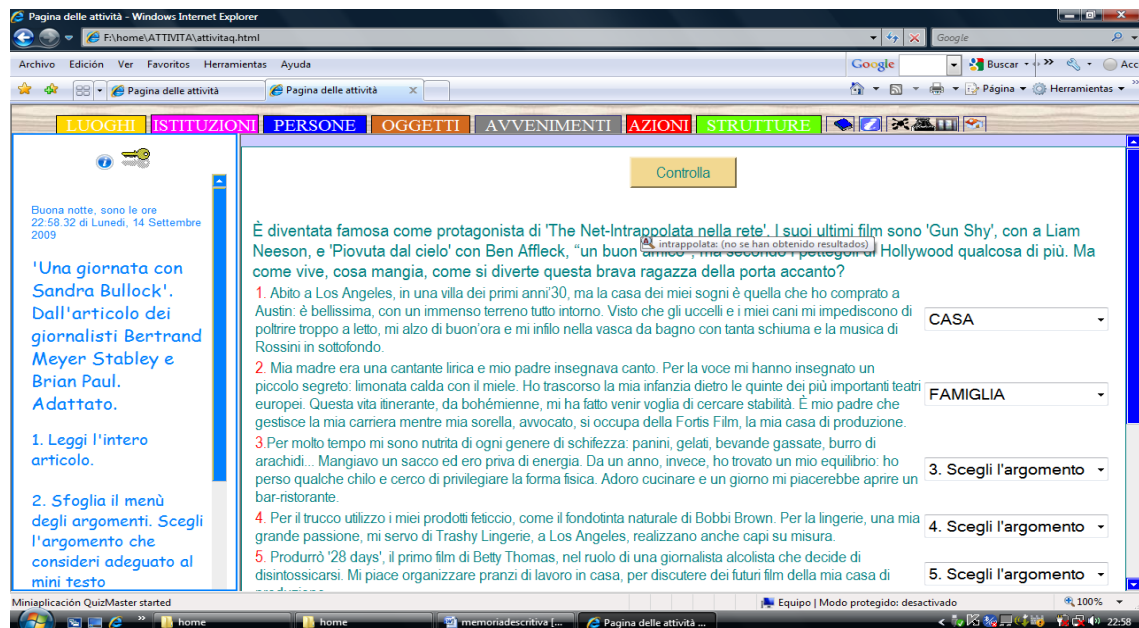 Pagina delle attività - Windows Internet Explorer
F:\home\ATTIVITA\attivitaq.html
Google
Archivo Edición Ver Favoritos Herramientas Ayuda
Google Buscar
Pagina delle attività
Pagina delle attività
Página
Herramientas
LUOGHI ISTITUZIONI PERSONE OGGETTI AVVENIMENTI AZIONI STRUTTURE
Buona notte, sono le ore
22:58.32 di Lunedi, 14 Settembre
2009
'Una giornata con
Sandra Bullock'.
Dall'articolo dei
giornalisti Bertrand
Meyer Stabley e
Brian Paul.
Adattato.
1. Leggi l'intero
articolo.
2. Sfoglia il menù
degli argomenti. Scegli
l'argomento che
consideri adeguato al
mini testo
Controlla
È diventata famosa come protagonista di 'The Net-Intrappolata nella rete'. I suoi ultimi film sono 'Gun Shy', con a Liam
intrappolata: (no se han obtenido resultados)
Neeson, e 'Piovuta dal cielo' con Ben Affleck, “un buon amico”, ma secondo i pettegoli di Hollywood qualcosa di più. Ma
come vive, cosa mangia, come si diverte questa brava ragazza della porta accanto?
1. Abito a Los Angeles, in una villa dei primi anni'30, ma la casa dei miei sogni è quella che ho comprato a
Austin: è bellissima, con un immenso terreno tutto intorno. Visto che gli uccelli e i miei cani mi impediscono di
poltrire troppo a letto, mi alzo di buon'ora e mi infilo nella vasca da bagno con tanta schiuma e la musica di
Rossini in sottofondo.
CASA
2. Mia madre era una cantante lirica e mio padre insegnava canto. Per la voce mi hanno insegnato un
piccolo segreto: limonata calda con il miele. Ho trascorso la mia infanzia dietro le quinte dei più importanti teatri
europei. Questa vita itinerante, da bohémienne, mi ha fatto venir voglia di cercare stabilità. È mio padre che
gestisce la mia carriera mentre mia sorella, avvocato, si occupa della Fortis Film, la mia casa di produzione.
FAMIGLIA
3.Per molto tempo mi sono nutrita di ogni genere di schifezza: panini, gelati, bevande gassate, burro di
arachidi... Mangiavo un sacco ed ero priva di energia. Da un anno, invece, ho trovato un mio equilibrio: ho
perso qualche chilo e cerco di privilegiare la forma fisica. Adoro cucinare e un giorno mi piacerebbe aprire un
bar-ristorante.
3. Scegli l'argomento
4. Per il trucco utilizzo i miei prodotti feticcio, come il fondotinta naturale di Bobbi Brown. Per la lingerie, una mia
grande passione, mi servo di Trashy Lingerie, a Los Angeles, realizzano anche capi su misura.
4. Scegli l'argomento
5. Produrrò '28 days', il primo film di Betty Thomas, nel ruolo di una giornalista alcolista che decide di
disintossicarsi. Mi piace organizzare pranzi di lavoro in casa, per discutere dei futuri film della mia casa di
5. Scegli l'argomento
Miniaplicación QuizMaster started
Equipo | Modo protegido: desactivado
100%
home
home
memoriadescritiva [...
Pagina delle attività ...
22:58